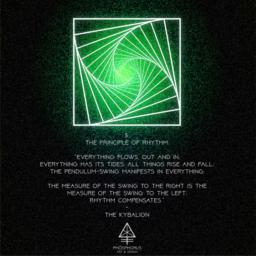 5
THE PRINCIPLE OF RHYTHM.
"EVERYTHING FLOWS, OUT AND IN;
EVERYTHING HAS ITS TIDES; ALL THINGS RISE AND FALL;
THE PENDULUM-SWING MANIFESTS IN EVERYTHING;
THE MEASURE OF THE SWING TO THE RIGHT IS THE
MEASURE OF THE SWING TO THE LEFT;
RHYTHM COMPENSATES."
-
THE KYBALION
PHOSPHORUS